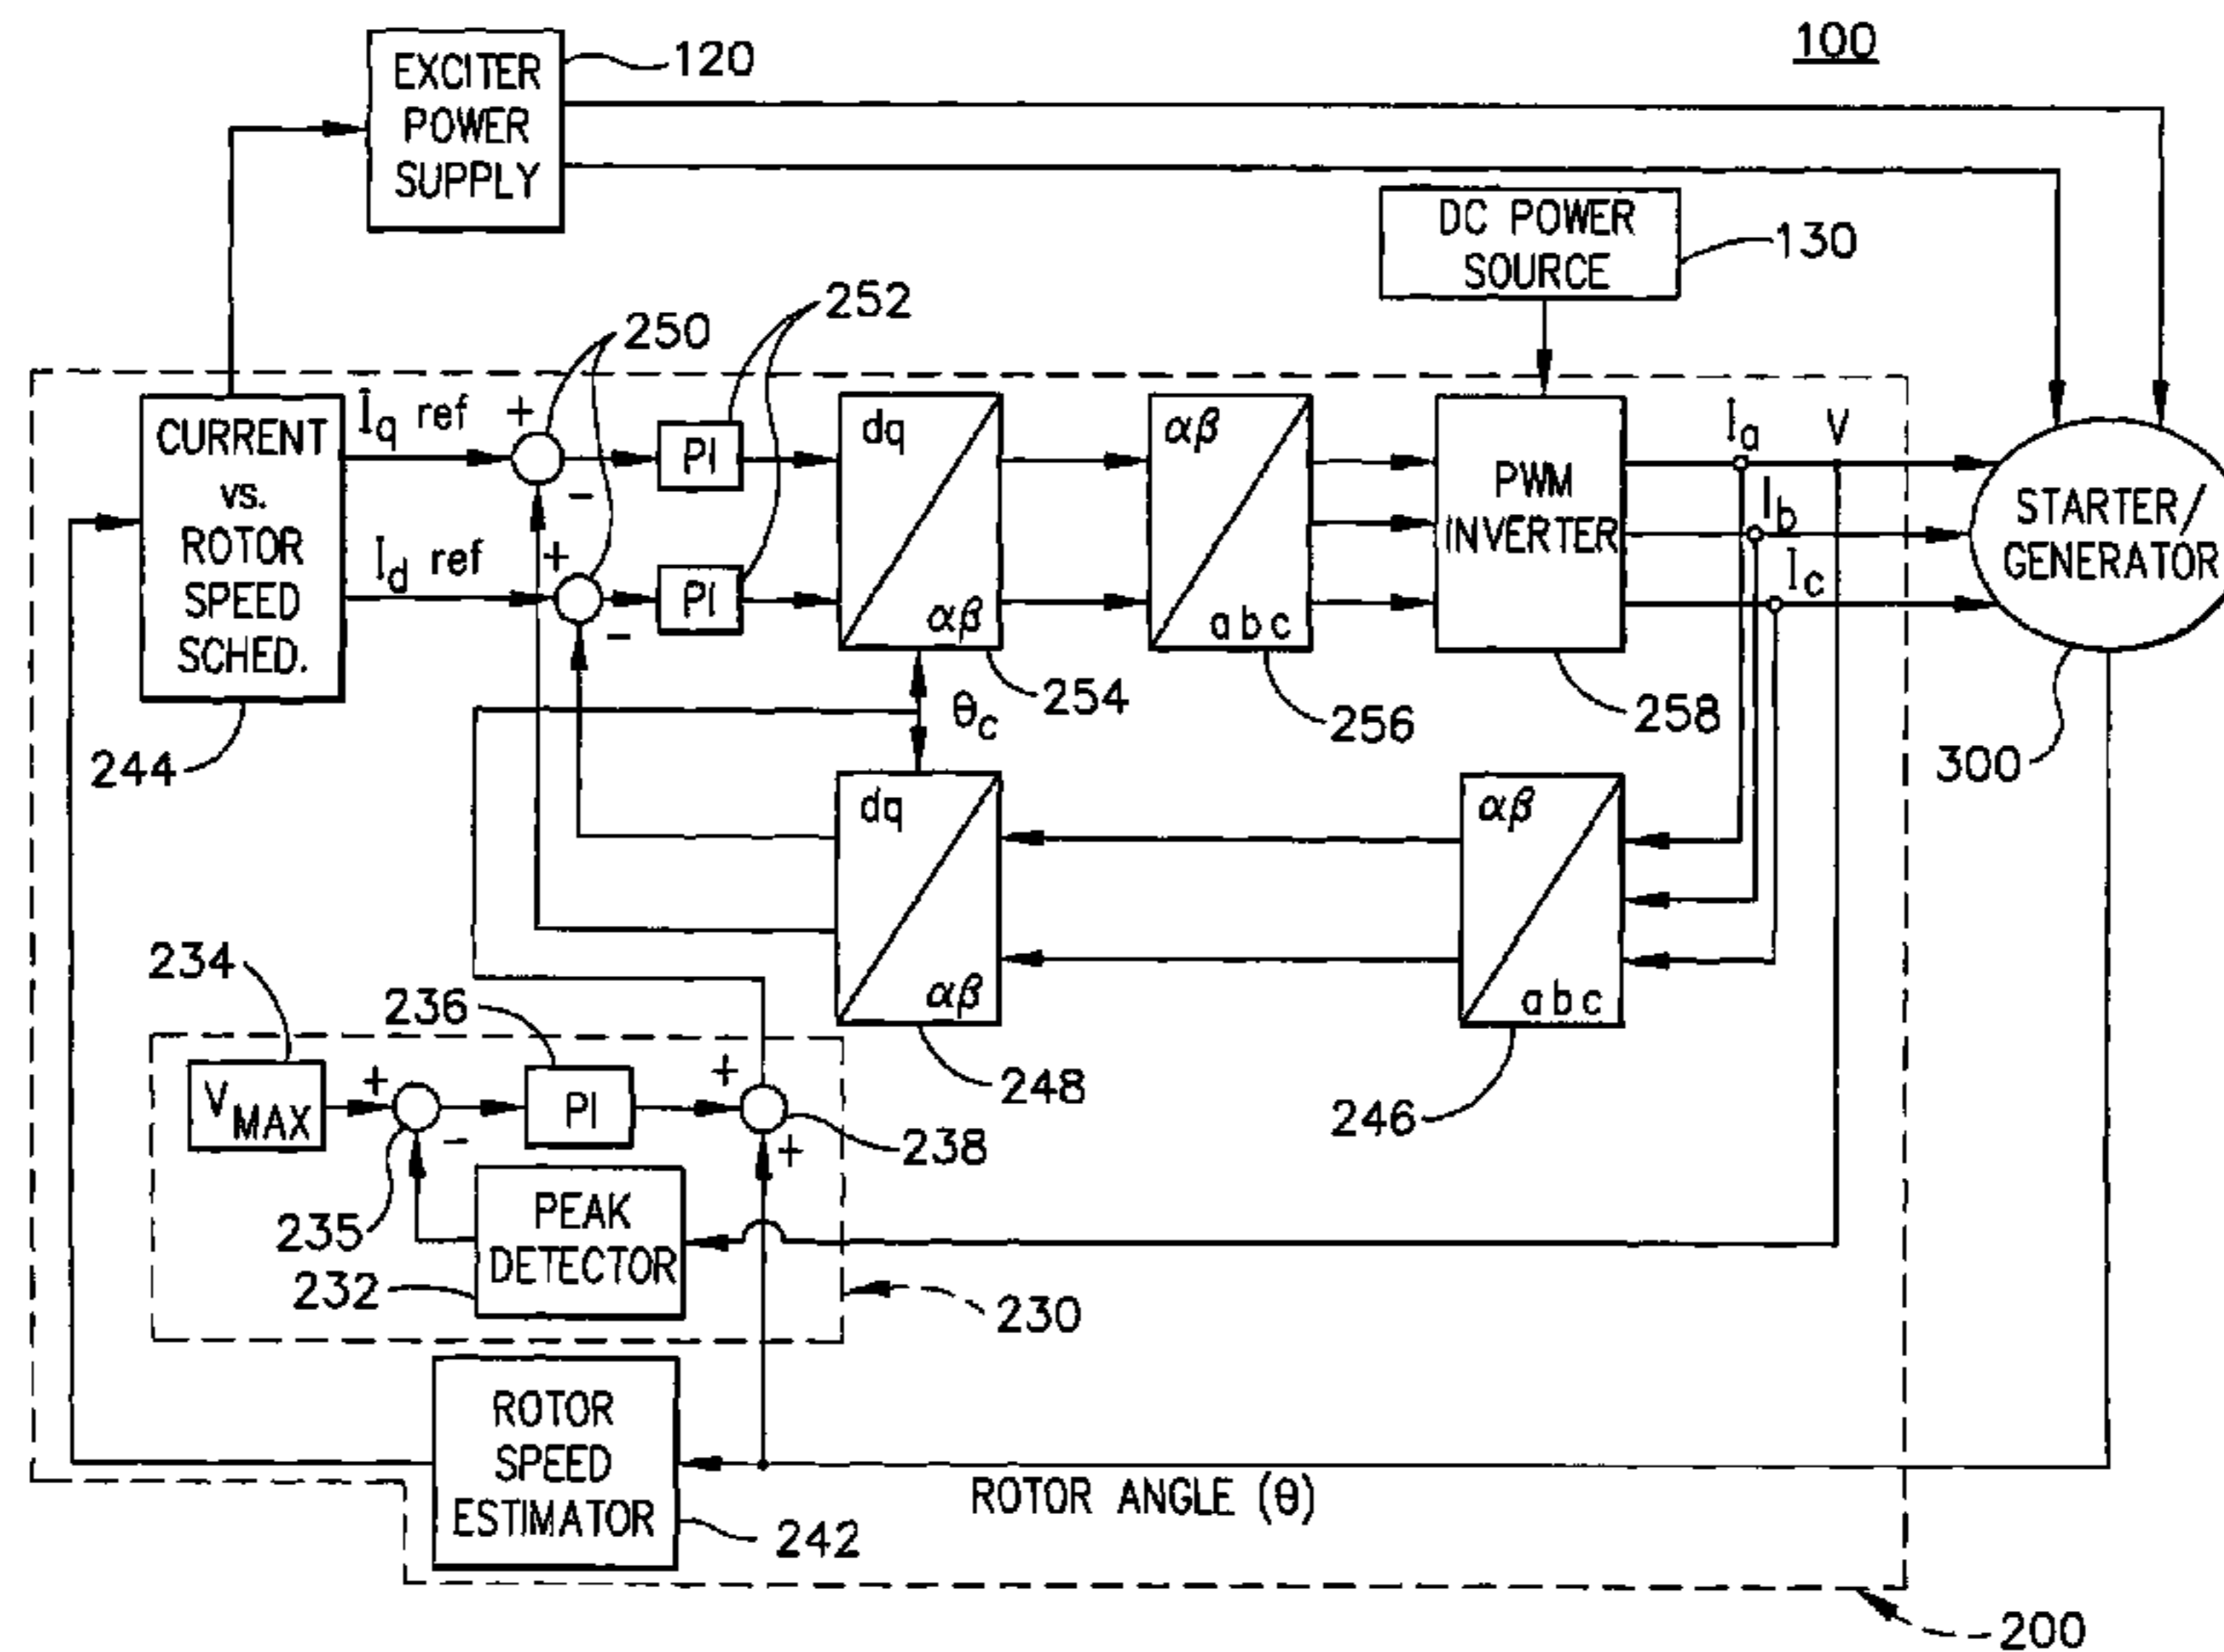 100
EXCITER
POWER
SUPPLY
120
DC POWER
SOURCE
130
250
252
CURRENT
vs.
ROTOR
SPEED
SCHED.
244
Iq ref
+
−
Id ref
+
−
PI
PI
dq
αβ
254
αβ
abc
256
PWM
INVERTER
258
Ia
V
Ib
Ic
STARTER/
GENERATOR
300
θc
dq
αβ
248
αβ
abc
246
234
236
VMAX
+
−
PI
+
+
238
235
PEAK
DETECTOR
232
230
ROTOR
SPEED
ESTIMATOR
242
ROTOR ANGLE (θ)
200